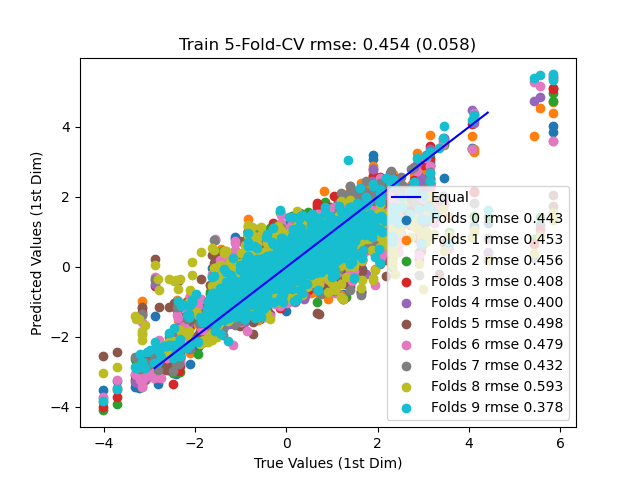 Train 5-Fold-CV rmse: 0.454 (0.058)
Predicted Values (1st Dim)
4
2
0
−2
−4
Equal
Folds 0 rmse 0.443
Folds 1 rmse 0.453
Folds 2 rmse 0.456
Folds 3 rmse 0.408
Folds 4 rmse 0.400
Folds 5 rmse 0.498
Folds 6 rmse 0.479
Folds 7 rmse 0.432
Folds 8 rmse 0.593
Folds 9 rmse 0.378
−4 −2 0 2 4 6
True Values (1st Dim)